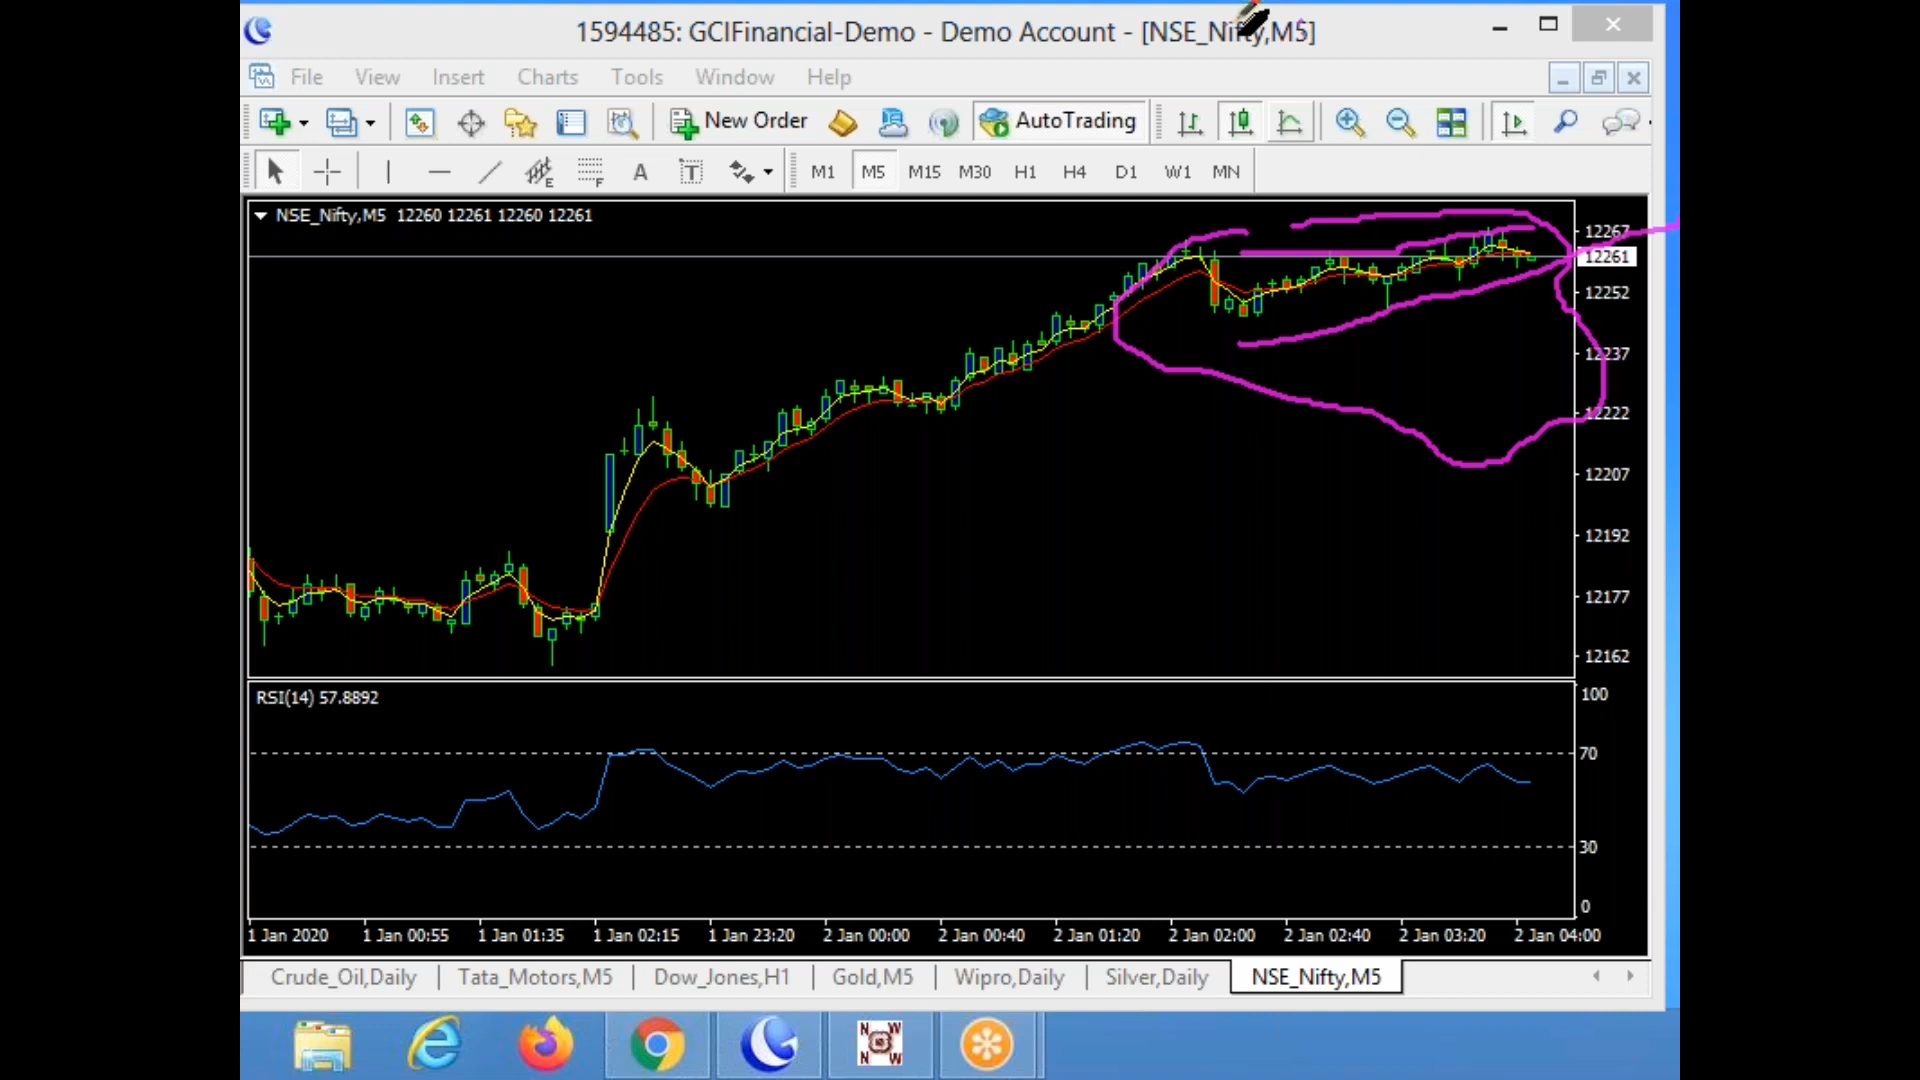 1594485: GCIFinancial-Demo - Demo Account - [NSE_Nifty,M5]
File View Insert Charts Tools Window Help
New Order AutoTrading
E F A T M1 M5 M15 M30 H1 H4 D1 W1 MN
NSE_Nifty,M5 12260 12261 12260 12261
12267
12261
12252
12237
12222
12207
12192
12177
12162
RSI(14) 57.8892
100
70
30
0
1 Jan 2020 1 Jan 00:55 1 Jan 01:35 1 Jan 02:15 1 Jan 23:20 2 Jan 00:00 2 Jan 00:40 2 Jan 01:20 2 Jan 02:00 2 Jan 02:40 2 Jan 03:20 2 Jan 04:00
Crude_Oil,Daily Tata_Motors,M5 Dow_Jones,H1 Gold,M5 Wipro,Daily Silver,Daily NSE_Nifty,M5
N W
N W